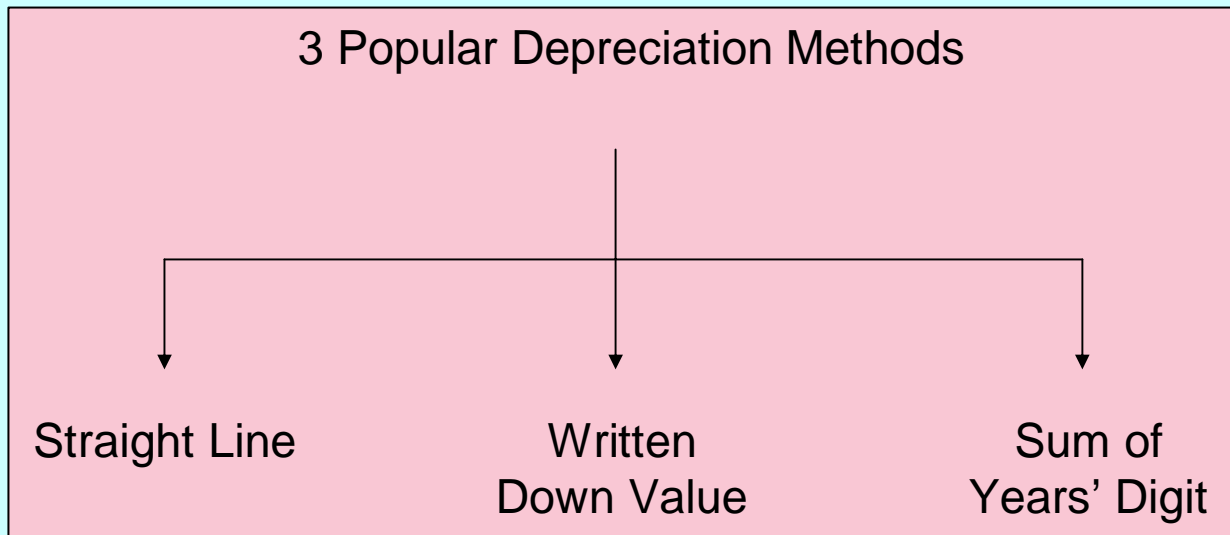 3 Popular Depreciation Methods
Straight Line
Written
Down Value
Sum of
Years’ Digit